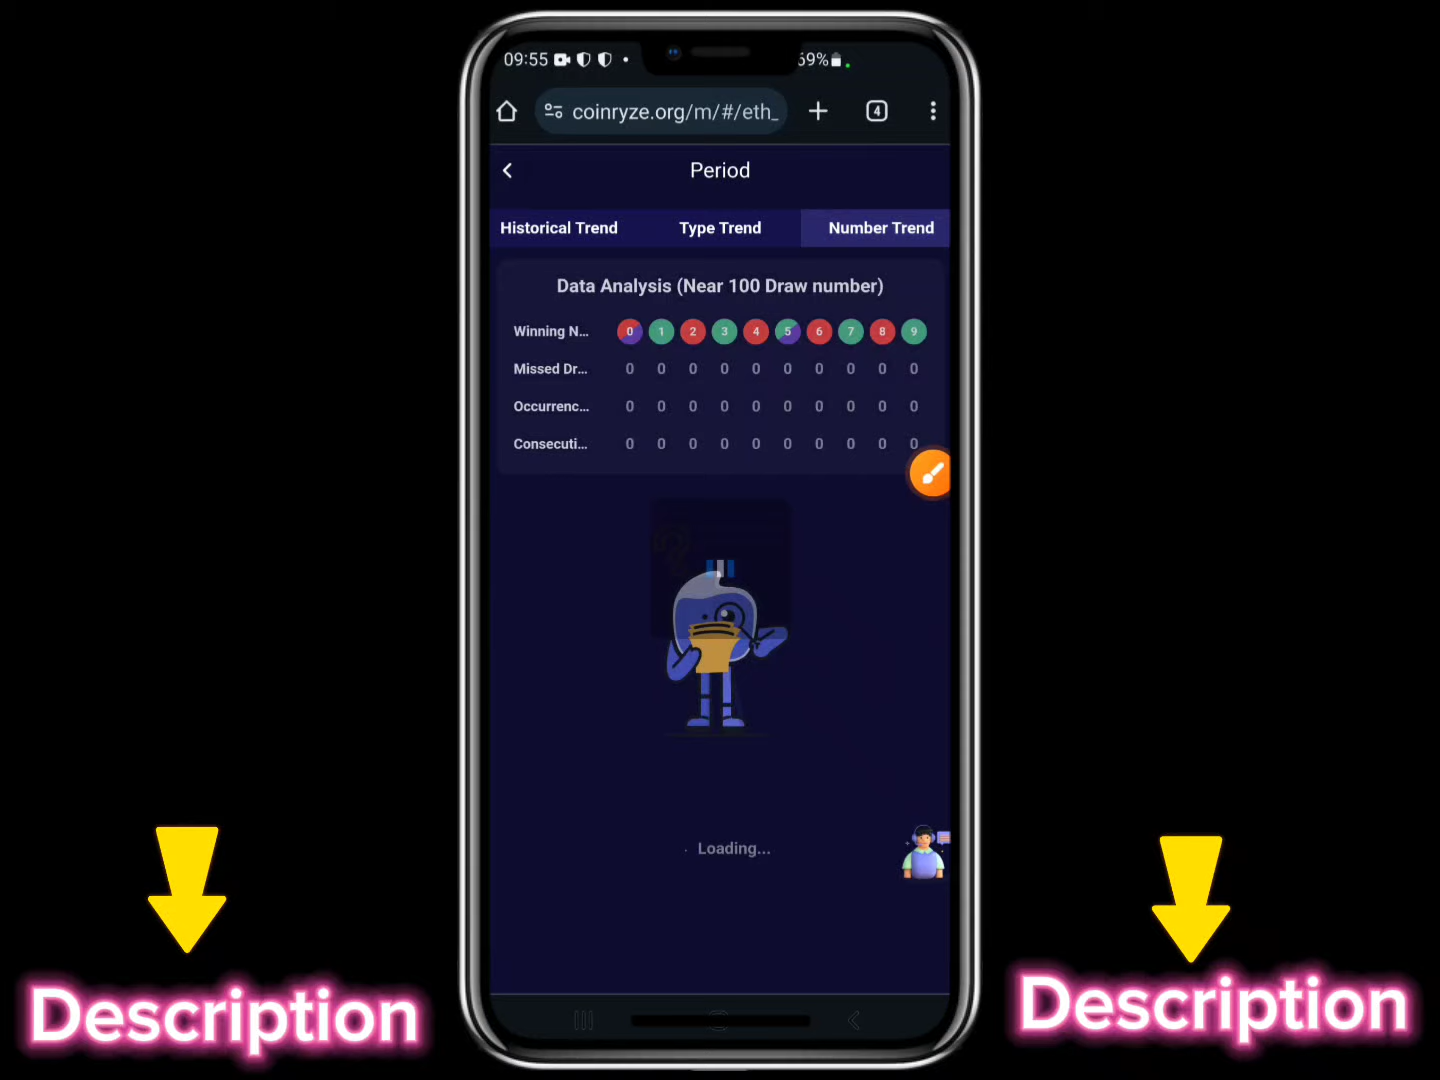 09:55
59%
coinryze.org/m/#/eth_
4
Period
Historical Trend Type Trend Number Trend
Data Analysis (Near 100 Draw number)
Winning N... 0 1 2 3 4 5 6 7 8 9
Missed Dr... 0 0 0 0 0 0 0 0 0 0
Occurrenc... 0 0 0 0 0 0 0 0 0 0
Consecuti... 0 0 0 0 0 0 0 0 0 0
Loading...
Description
Description